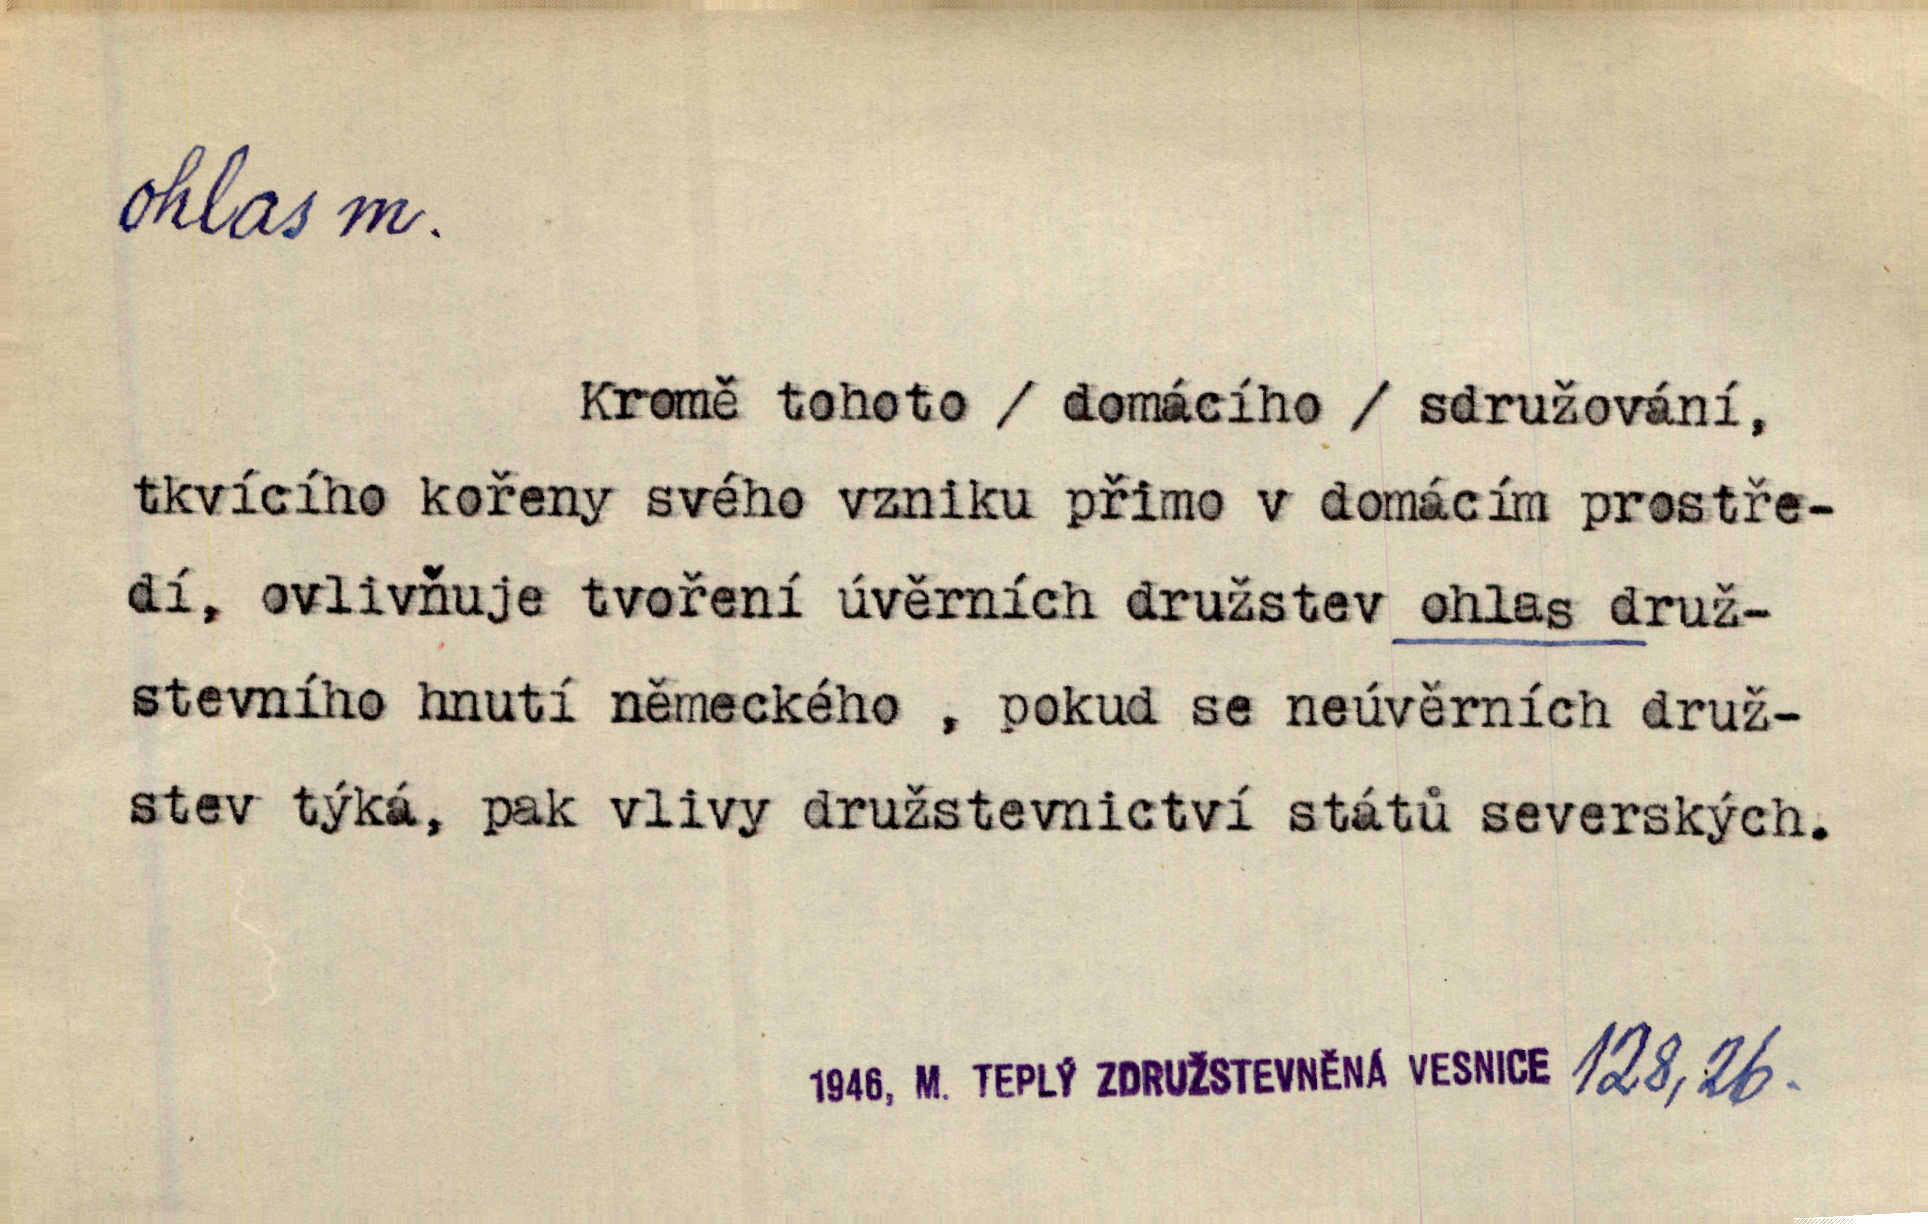 ohlas m.
Kromě tohoto / domácího / sdružování,
tkvícího kořeny svého vzniku přimo v domácím prostře-
dí, ovlivňuje tvoření úvěrních družstev ohlas druž-
stevního hnutí německého , pokud se neúvěrních druž-
stev týká, pak vlivy družstevnictví států severských.
1946, M. TEPLÝ ZDRUŽSTEVNĚNÁ VESNICE 128, 26.